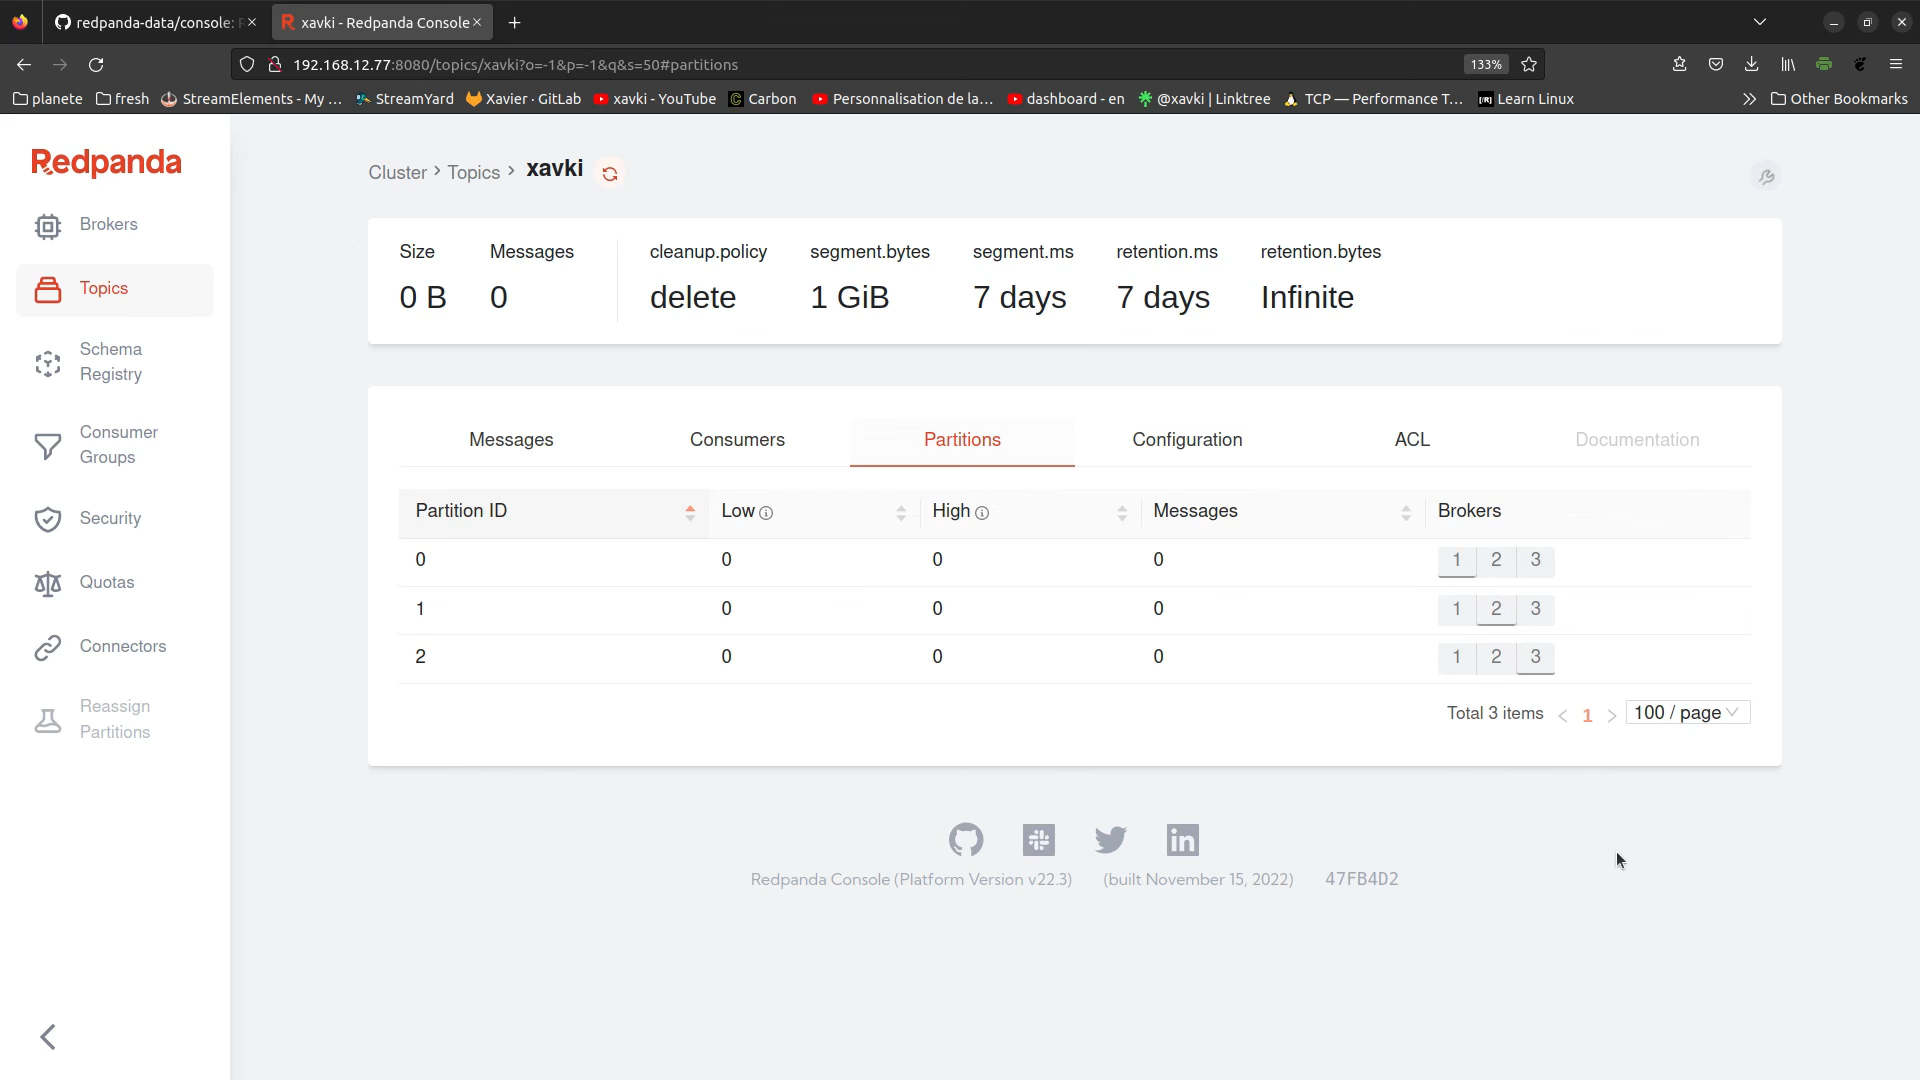 redpanda-data/console: R
xavki - Redpanda Console
192.168.12.77:8080/topics/xavki?o=-1&p=-1&q&s=50#partitions
133%
planete fresh StreamElements - My ... StreamYard Xavier · GitLab xavki - YouTube Carbon Personnalisation de la... dashboard - en @xavki | Linktree TCP — Performance T... Learn Linux Other Bookmarks
Redpanda
Brokers
Topics
Schema
Registry
Consumer
Groups
Security
Quotas
Connectors
Reassign
Partitions
Cluster > Topics > xavki
Size Messages cleanup.policy segment.bytes segment.ms retention.ms retention.bytes
0 B 0 delete 1 GiB 7 days 7 days Infinite
Messages Consumers Partitions Configuration ACL Documentation
Partition ID Low High Messages Brokers
0 0 0 0 1 2 3
1 0 0 0 1 2 3
2 0 0 0 1 2 3
Total 3 items < 1 > 100 / page
Redpanda Console (Platform Version v22.3) (built November 15, 2022) 47FB4D2